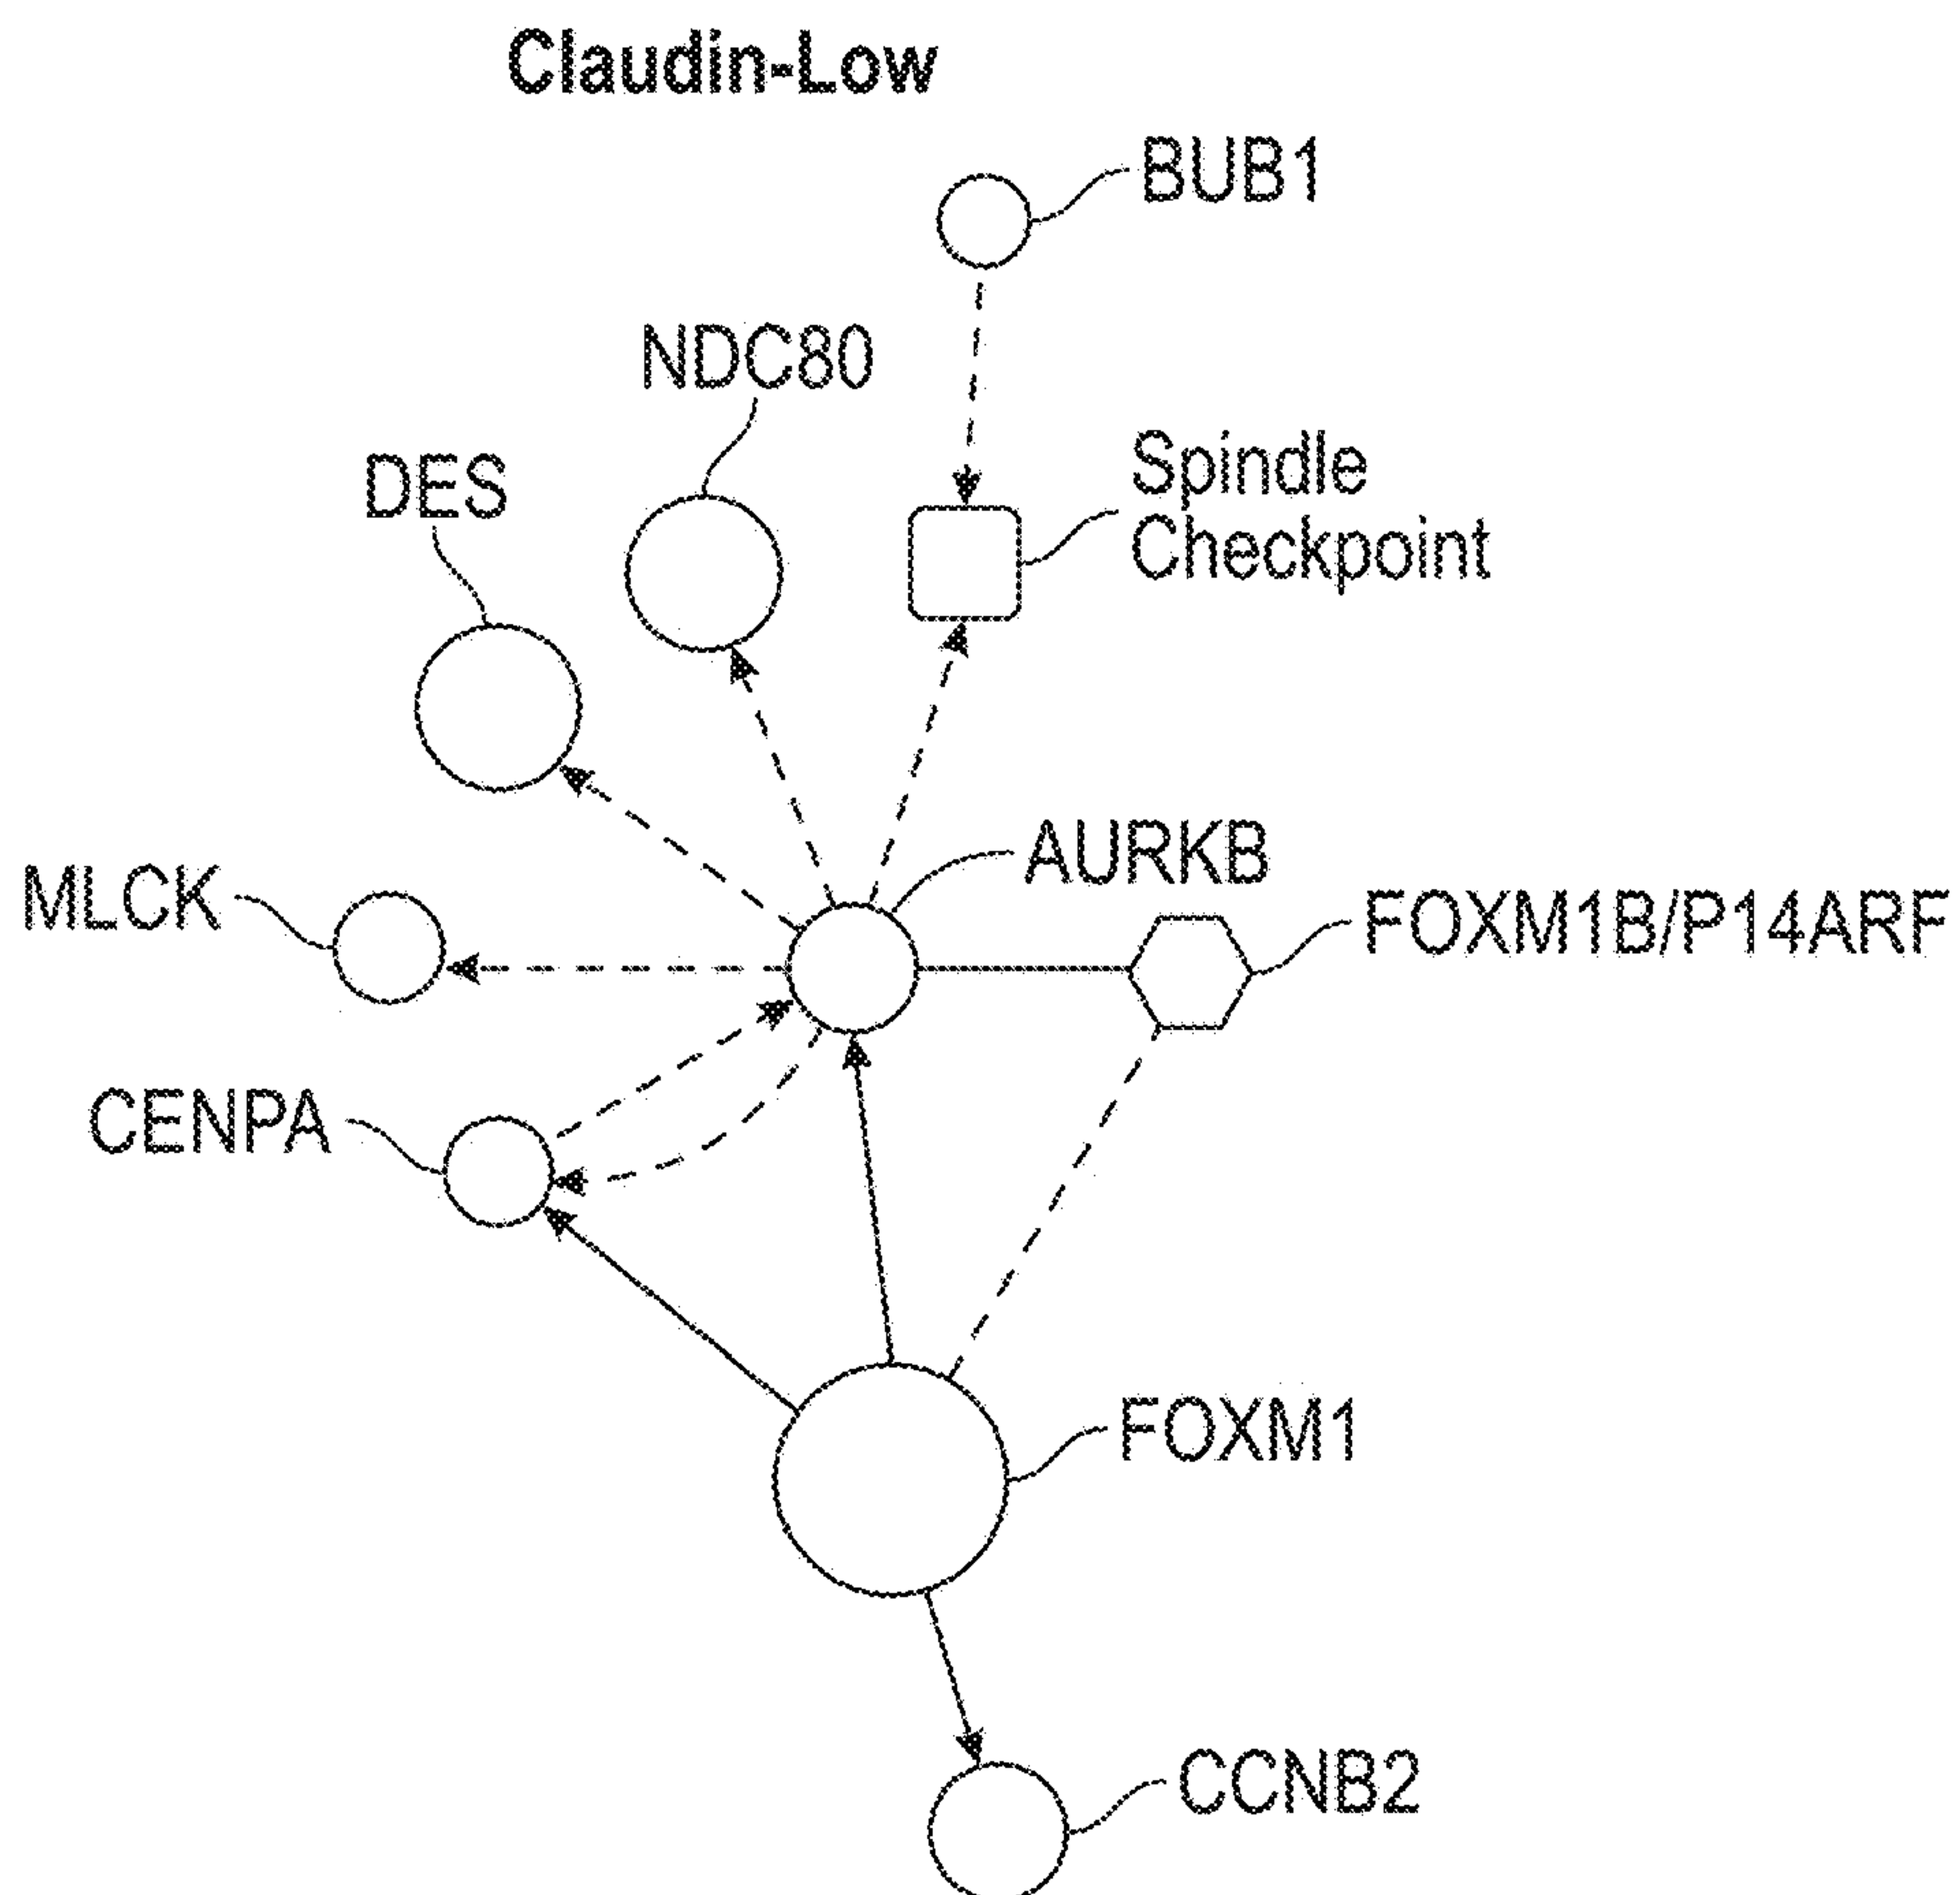 Claudin-Low
BUB1
NDC80
Spindle
Checkpoint
DES
AURKB
MLCK
FOXM1B/P14ARF
CENPA
FOXM1
CCNB2